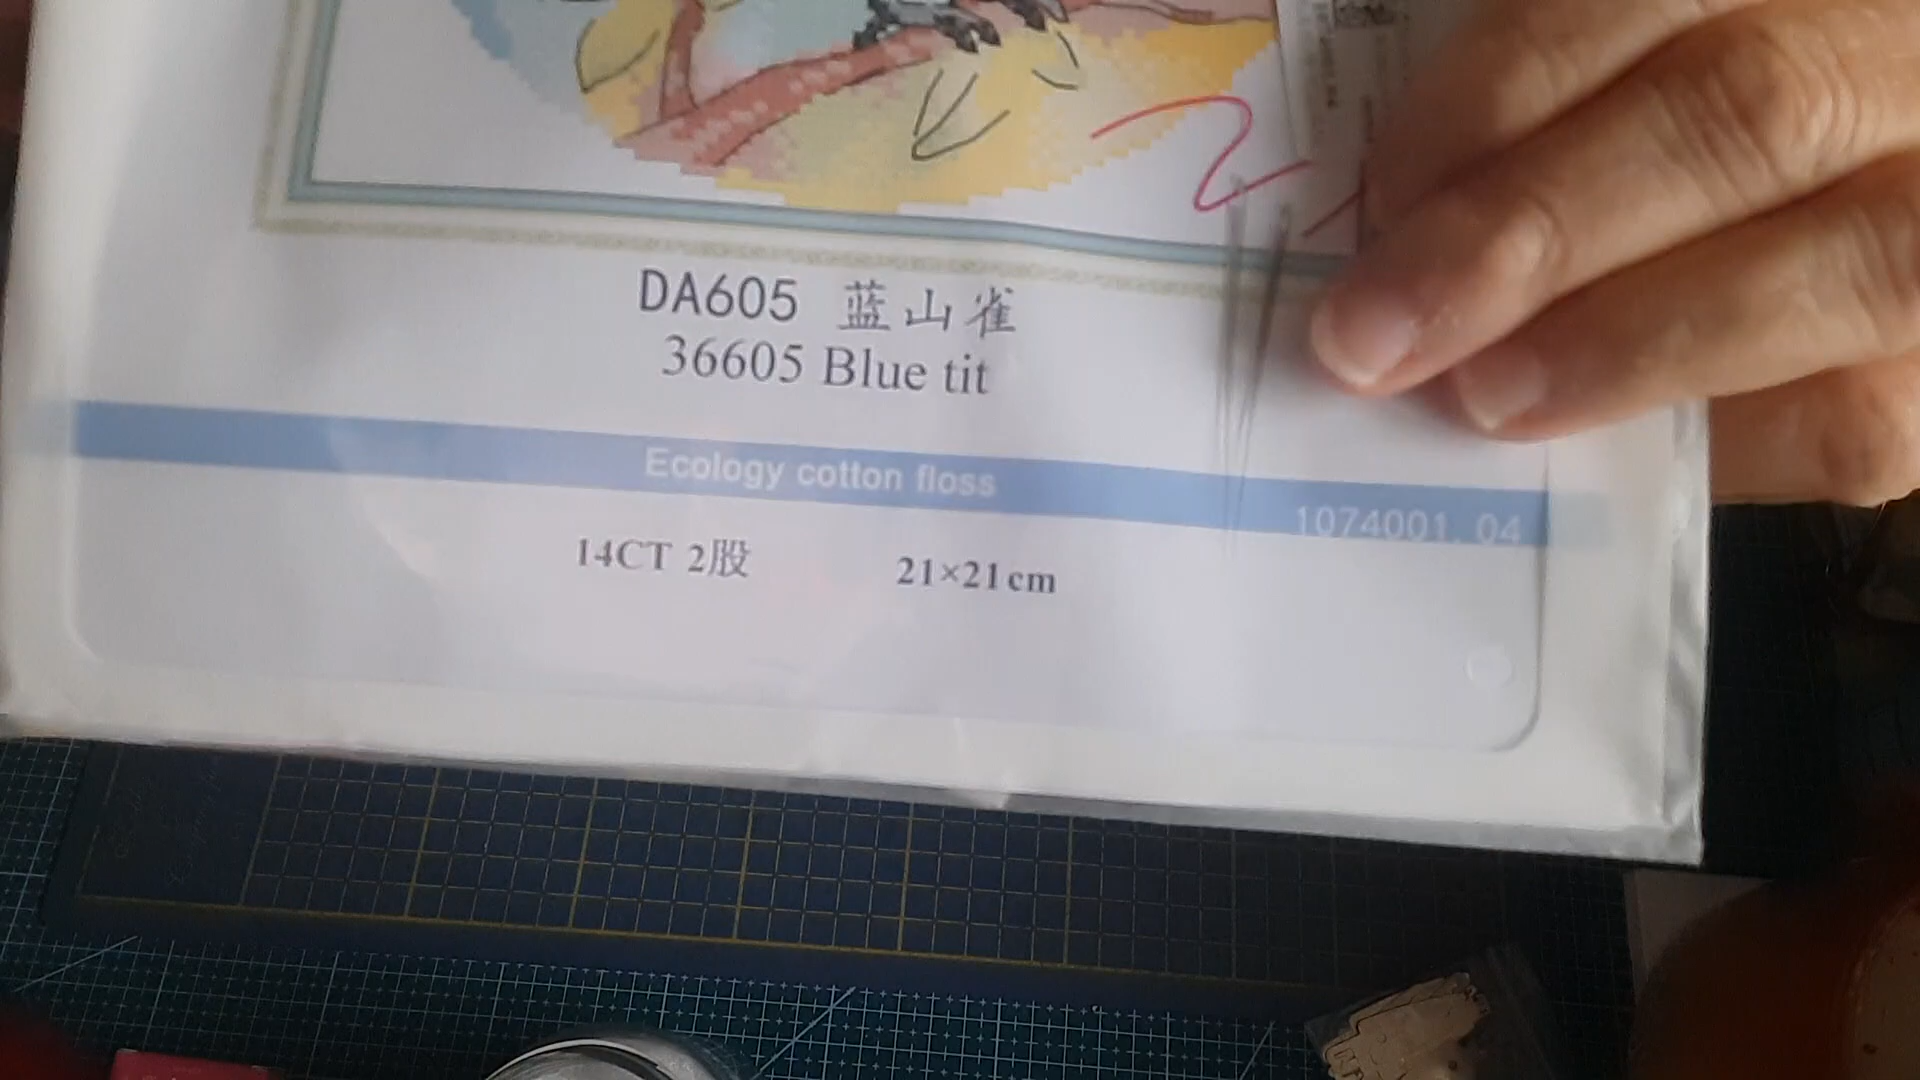 DA605 蓝山雀
36605 Blue tit
Ecology cotton floss
1074001. 04
14CT 2股
21×21cm